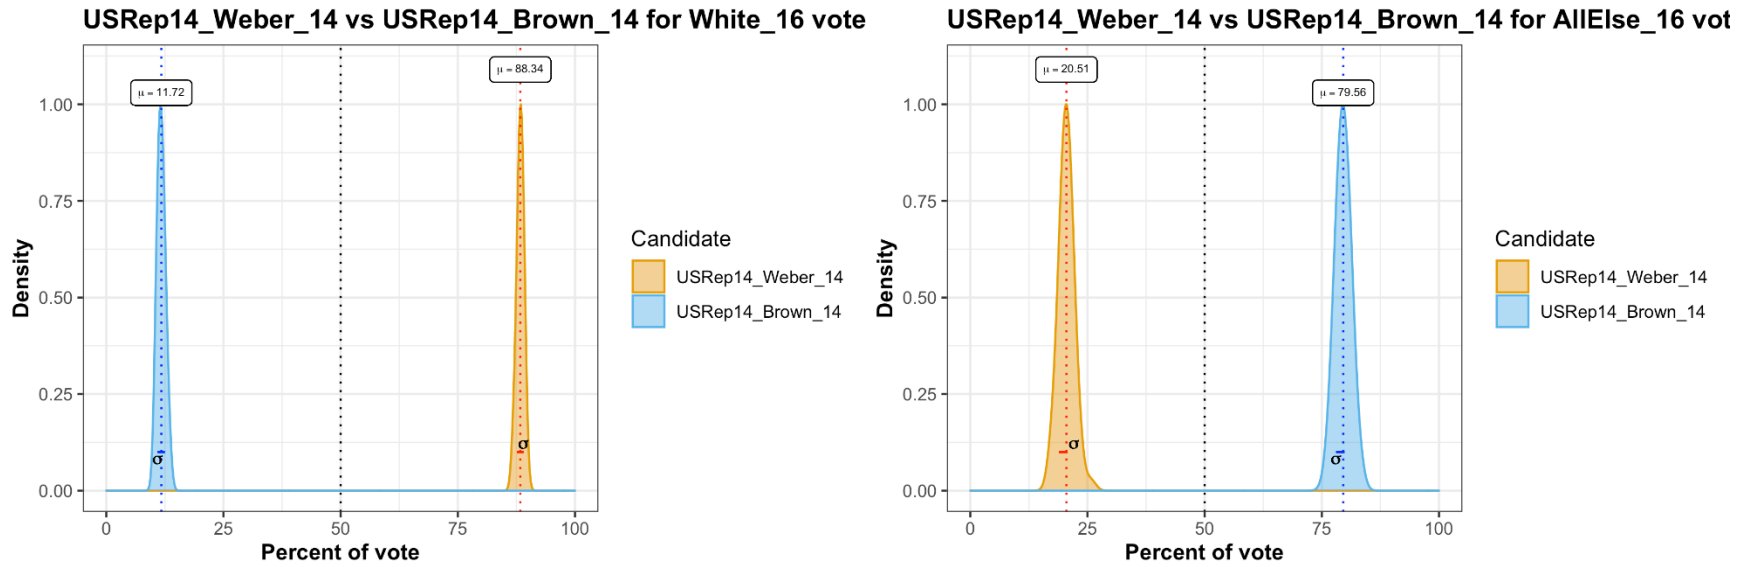 USRep14_Weber_14 vs USRep14_Brown_14 for White_16 vote
μ = 88.34
μ = 11.72
1.00
0.75
0.50
0.25
0.00
Density
σ
σ
0 25 50 75 100
Percent of vote
Candidate
USRep14_Weber_14
USRep14_Brown_14
USRep14_Weber_14 vs USRep14_Brown_14 for AllElse_16 vot
μ = 20.51
μ = 79.56
1.00
0.75
0.50
0.25
0.00
Density
σ
σ
0 25 50 75 100
Percent of vote
Candidate
USRep14_Weber_14
USRep14_Brown_14